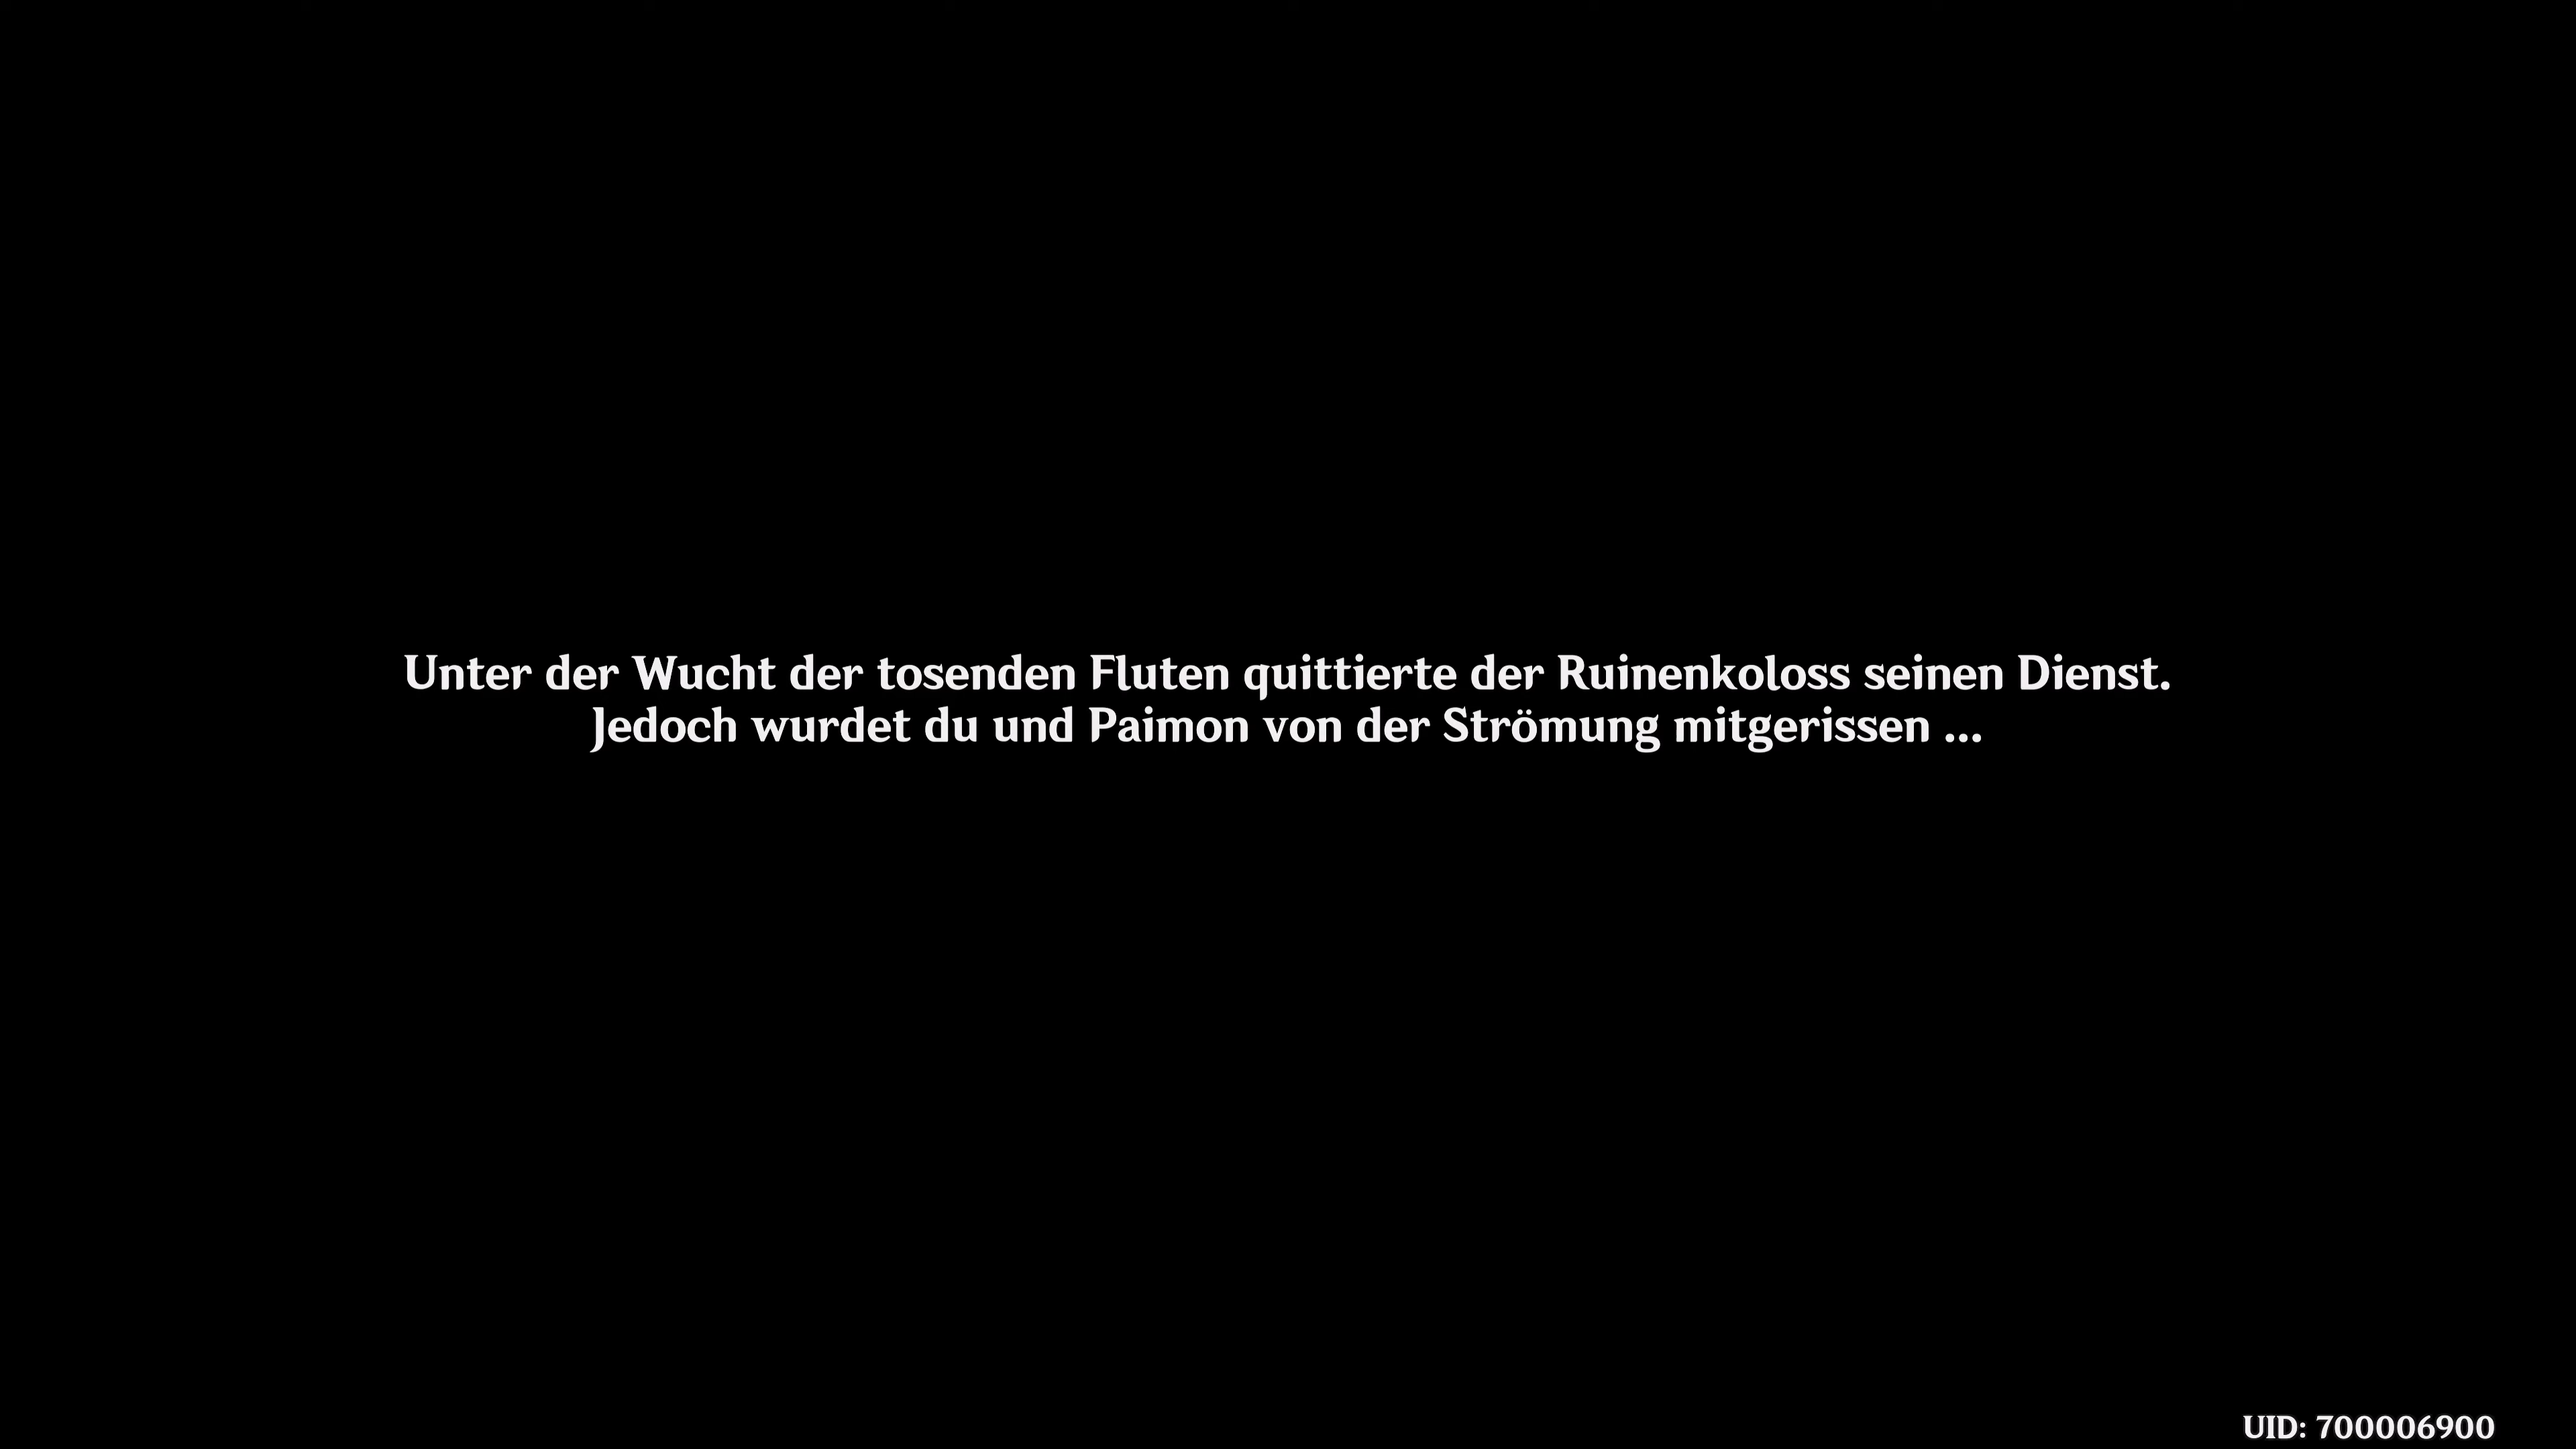 Unter der Wucht der tosenden Fluten quittierte der Ruinenkoloss seinen Dienst.
Jedoch wurdet du und Paimon von der Strömung mitgerissen ...
UID: 700006900